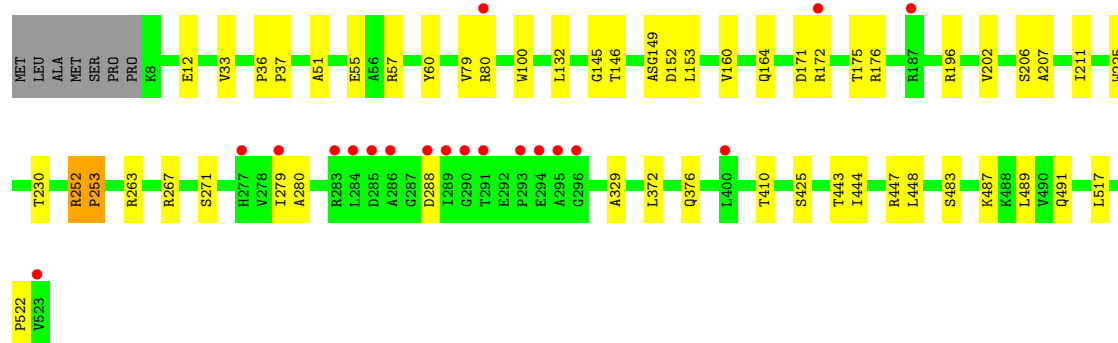 MET LEU ALA MET SER PRO PRO K8 E12 V33 P36 P37 A51 E55 A56 R57 Y60 V79 R80 W100 L132 G145 T146 ASG149 D152 L153 V160 Q164 D171 R172 T175 R176 R187 R196 V202 S206 A207 I211 W225
T230 R252 P253 R263 R267 S271 H277 V278 I279 A280 R283 L284 D285 A286 G287 D288 I289 G290 T291 E292 P293 E294 A295 G296 A329 L372 Q376 L400 T410 S425 T443 I444 R447 L448 S483 K487 K488 L489 V490 Q491 L517
P522 V523